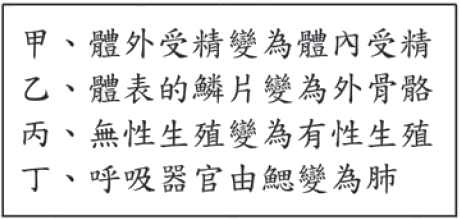 甲、體外受精變為體內受精
乙、體表的鱗片變為外骨骼
丙、無性生殖變為有性生殖
丁、呼吸器官由鰓變為肺